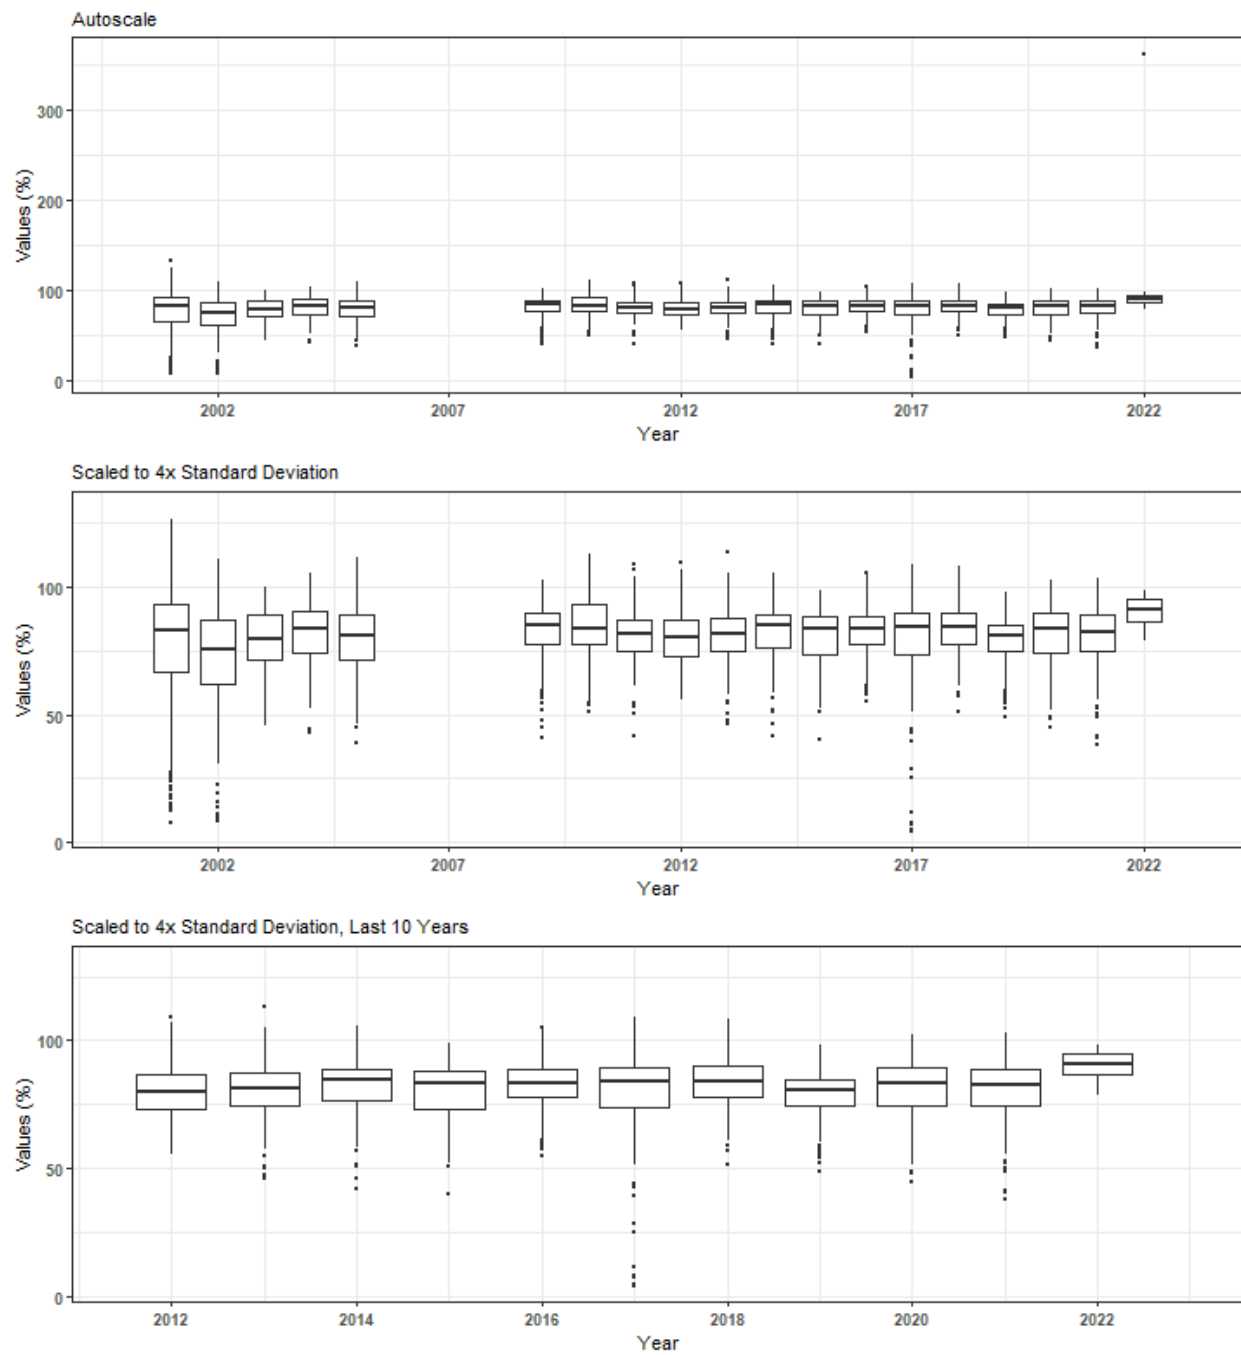 Autoscale
300
200
100
0
Values (%)
2002 2007 2012 2017 2022
Year
Scaled to 4x Standard Deviation
100
50
0
Values (%)
2002 2007 2012 2017 2022
Year
Scaled to 4x Standard Deviation, Last 10 Years
100
50
0
Values (%)
2012 2014 2016 2018 2020 2022
Year